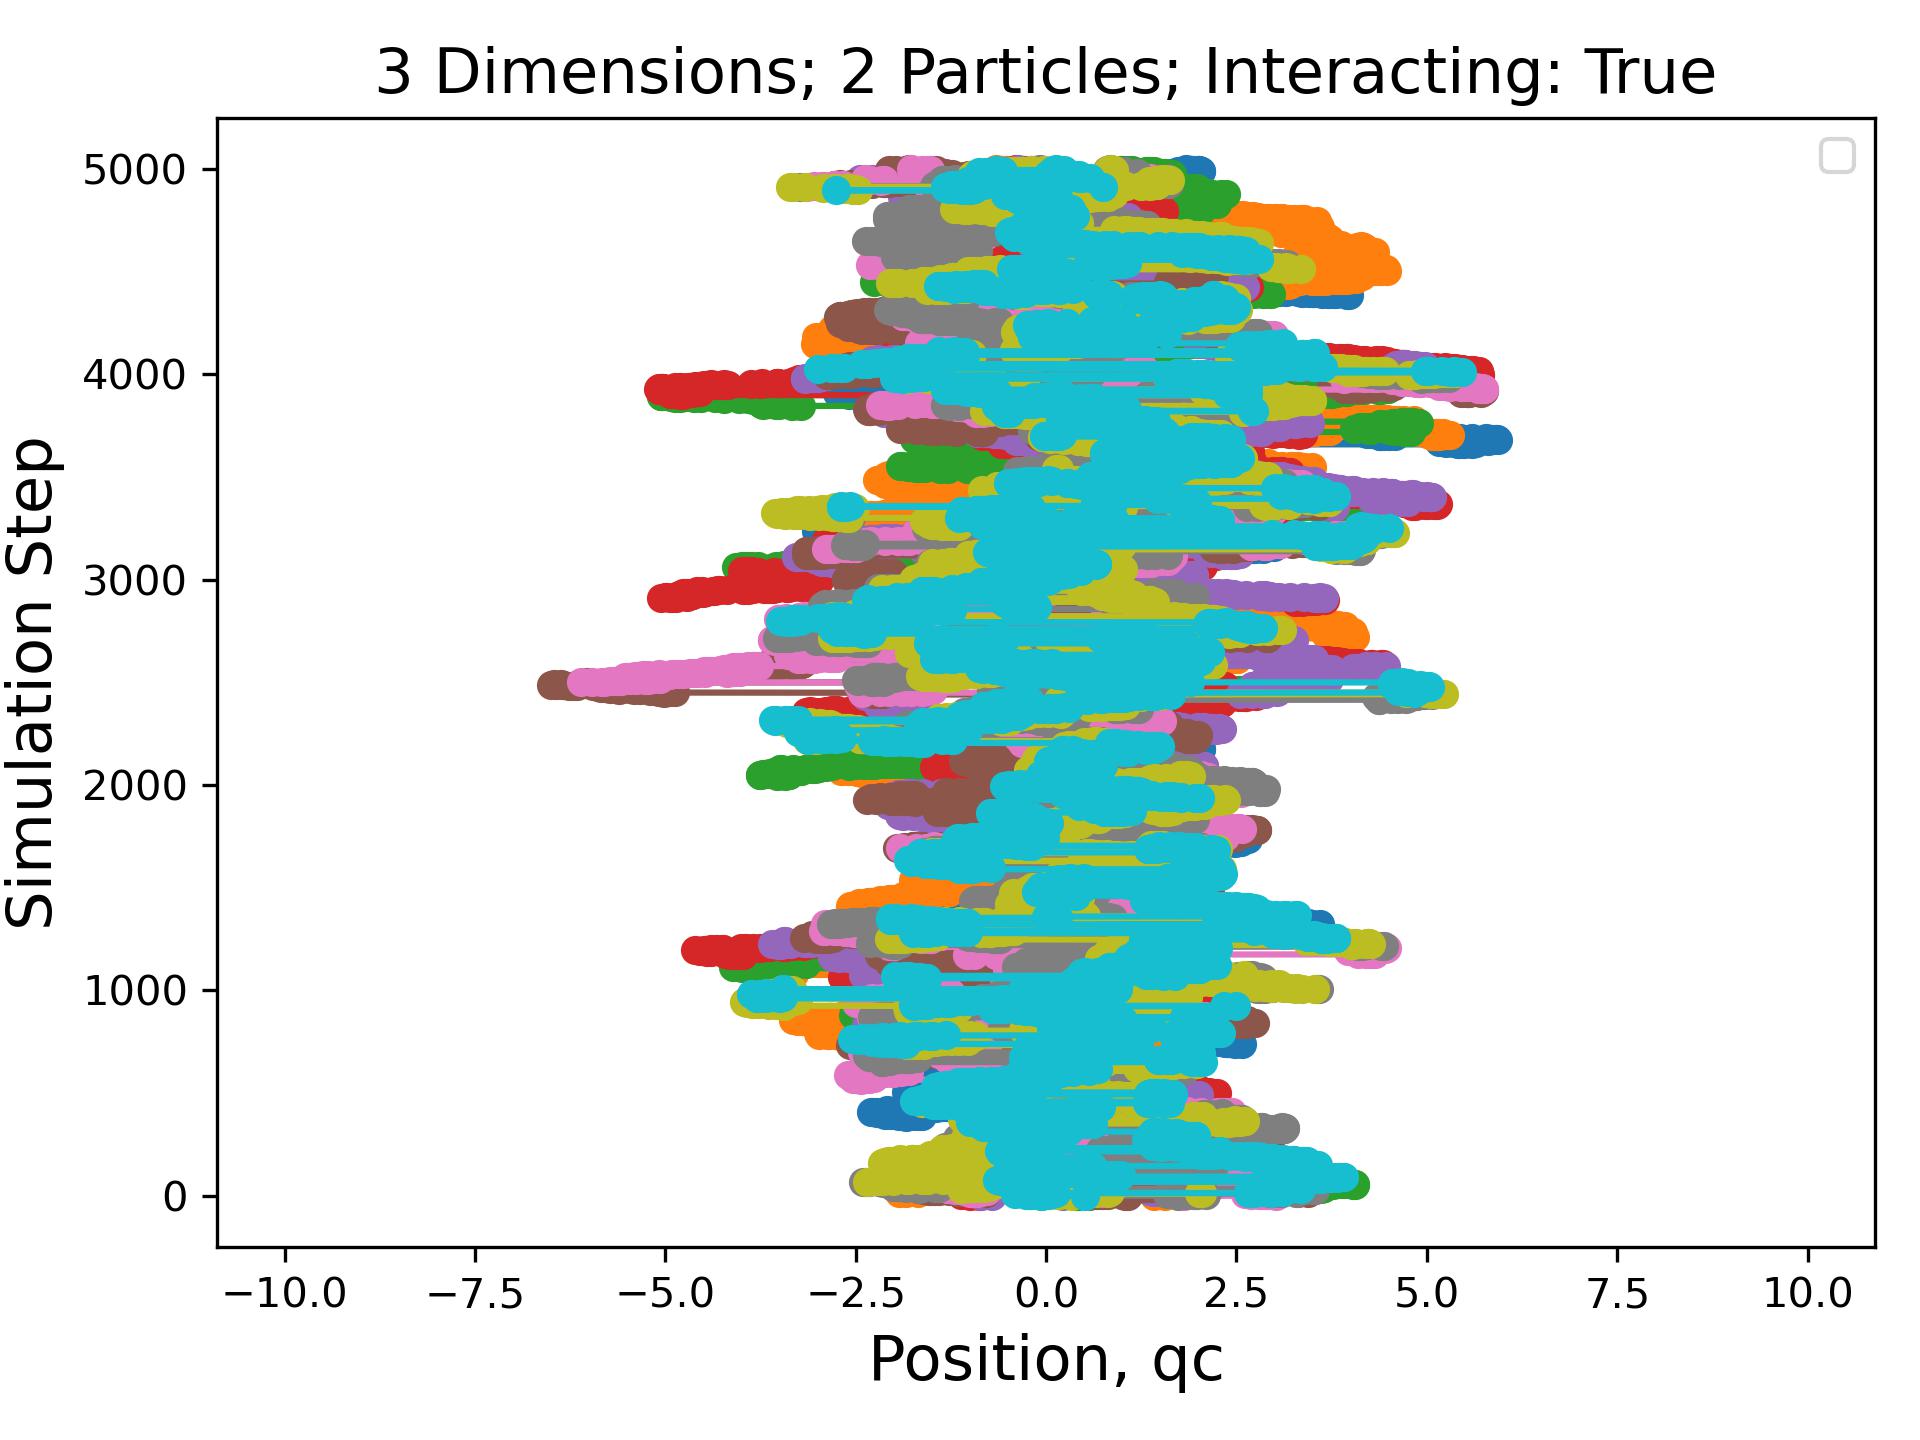 3 Dimensions; 2 Particles; Interacting: True
Simulation Step
5000
4000
3000
2000
1000
0
−10.0 −7.5 −5.0 −2.5 0.0 2.5 5.0 7.5 10.0
Position, qc